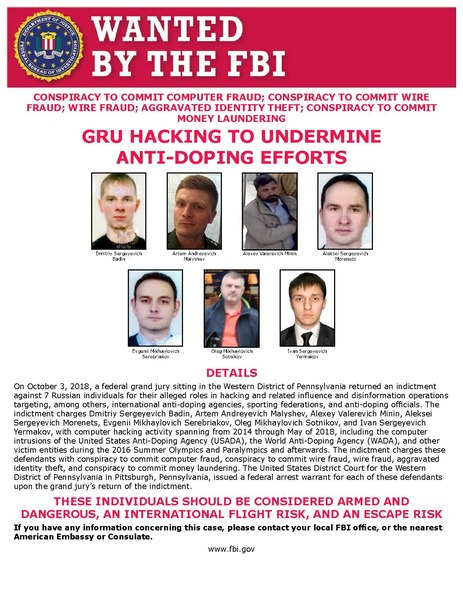 WANTED
BY THE FBI
CONSPIRACY TO COMMIT COMPUTER FRAUD; CONSPIRACY TO COMMIT WIRE
FRAUD; WIRE FRAUD; AGGRAVATED IDENTITY THEFT; CONSPIRACY TO COMMIT
MONEY LAUNDERING
GRU HACKING TO UNDERMINE
ANTI-DOPING EFFORTS
Dmitriy Sergeyevich
Badin
Artem Andreyevich
Malyshev
Alexey Valerevich Minin
Aleksei Sergeyevich
Morenets
Evgenii Mikhaylovich
Serebriakov
Oleg Mikhaylovich
Sotnikov
Ivan Sergeyevich
Yermakov
DETAILS
On October 3, 2018, a federal grand jury sitting in the Western District of Pennsylvania returned an indictment
against 7 Russian individuals for their alleged roles in hacking and related influence and disinformation operations
targeting, among others, international anti-doping agencies, sporting federations, and anti-doping officials. The
indictment charges Dmitriy Sergeyevich Badin, Artem Andreyevich Malyshev, Alexey Valerevich Minin, Aleksei
Sergeyevich Morenets, Evgenii Mikhaylovich Serebriakov, Oleg Mikhaylovich Sotnikov, and Ivan Sergeyevich
Yermakov, with computer hacking activity spanning from 2014 through May of 2018, including the computer
intrusions of the United States Anti-Doping Agency (USADA), the World Anti-Doping Agency (WADA), and other
victim entities during the 2016 Summer Olympics and Paralympics and afterwards. The indictment charges these
defendants with conspiracy to commit computer fraud, conspiracy to commit wire fraud, wire fraud, aggravated
identity theft, and conspiracy to commit money laundering. The United States District Court for the Western
District of Pennsylvania in Pittsburgh, Pennsylvania, issued a federal arrest warrant for each of these defendants
upon the grand jury's return of the indictment.
THESE INDIVIDUALS SHOULD BE CONSIDERED ARMED AND
DANGEROUS, AN INTERNATIONAL FLIGHT RISK, AND AN ESCAPE RISK
If you have any information concerning this case, please contact your local FBI office, or the nearest
American Embassy or Consulate.
www.fbi.gov